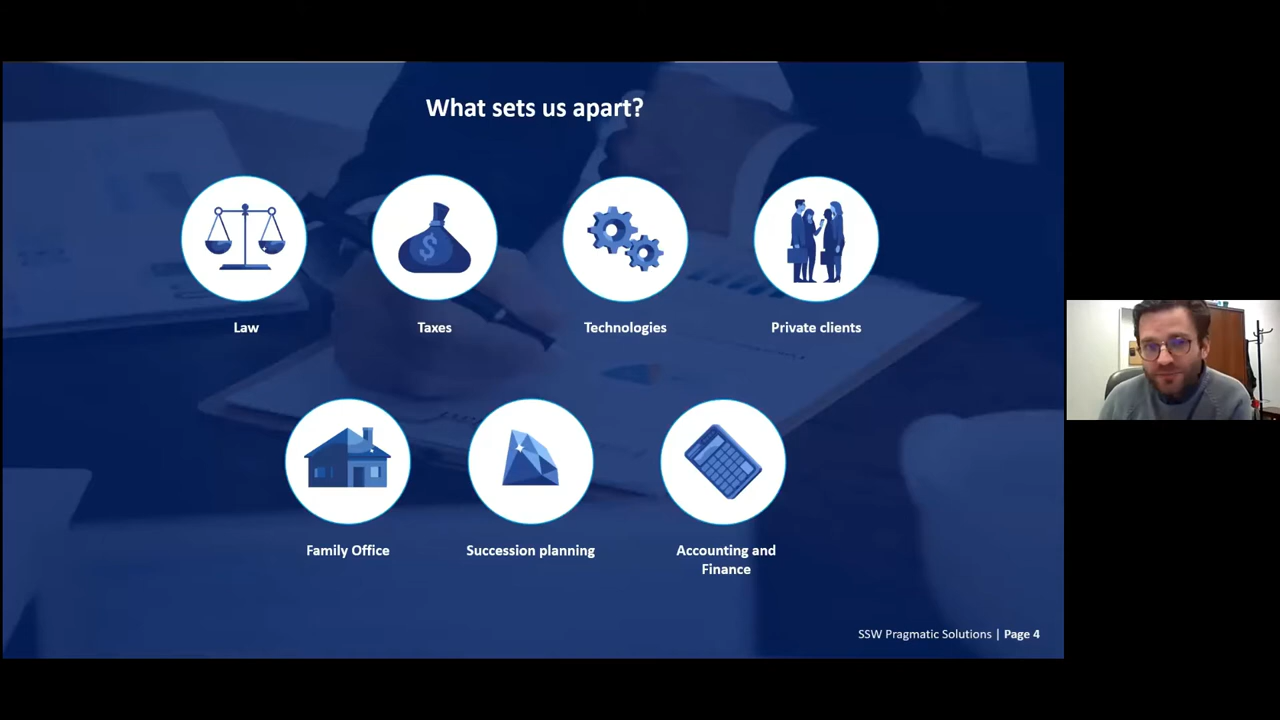 What sets us apart?
$
Law
Taxes
Technologies
Private clients
Family Office
Succession planning
Accounting and
Finance
SSW Pragmatic Solutions | Page 4